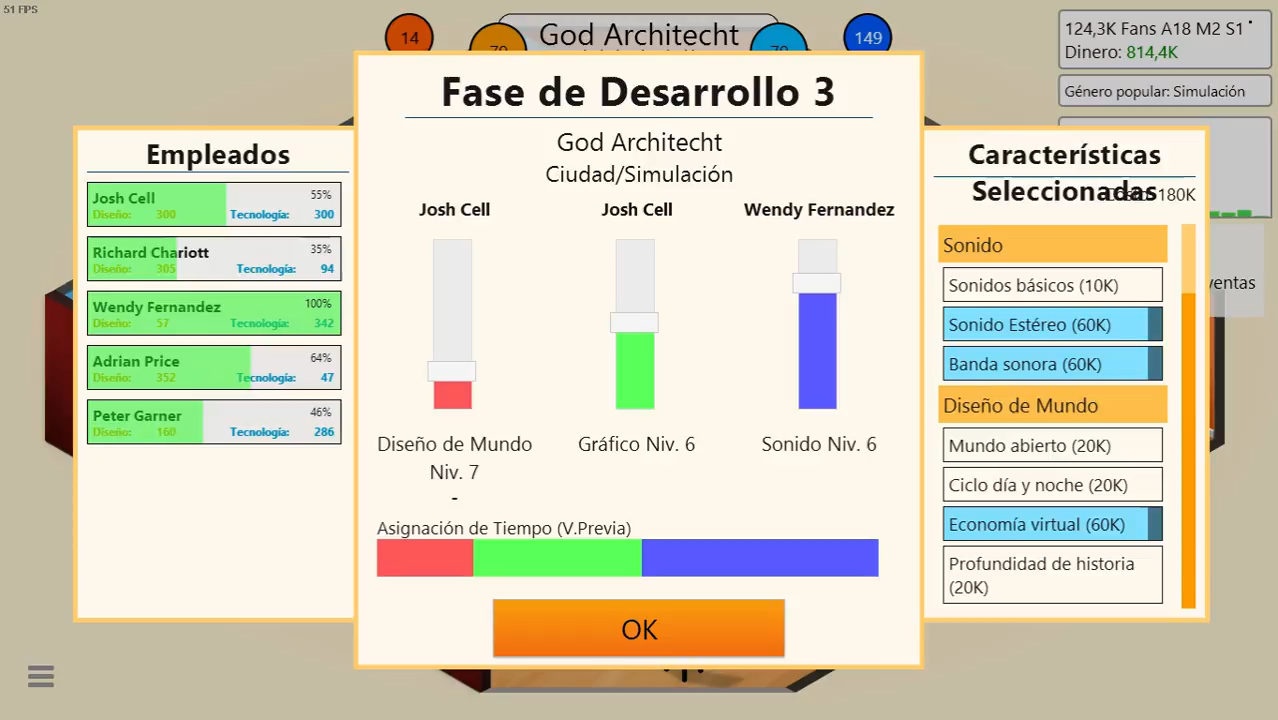 51 FPS
14
God Architecht
149
124,3K Fans A18 M2 S1
Dinero: 814,4K
Género popular: Simulación
Fase de Desarrollo 3
God Architecht
Ciudad/Simulación
Empleados
Josh Cell 55%
Diseño: 300 Tecnología: 300
Richard Chariott 35%
Diseño: 305 Tecnología: 94
Wendy Fernandez 100%
Diseño: 57 Tecnología: 342
Adrian Price 64%
Diseño: 352 Tecnología: 47
Peter Garner 46%
Diseño: 160 Tecnología: 286
Josh Cell
Josh Cell
Wendy Fernandez
Diseño de Mundo
Niv. 7
-
Gráfico Niv. 6
Sonido Niv. 6
Asignación de Tiempo (V.Previa)
OK
Características
Seleccionadas
180K
Sonido
Sonidos básicos (10K)
Sonido Estéreo (60K)
Banda sonora (60K)
Diseño de Mundo
Mundo abierto (20K)
Ciclo día y noche (20K)
Economía virtual (60K)
Profundidad de historia
(20K)
ventas